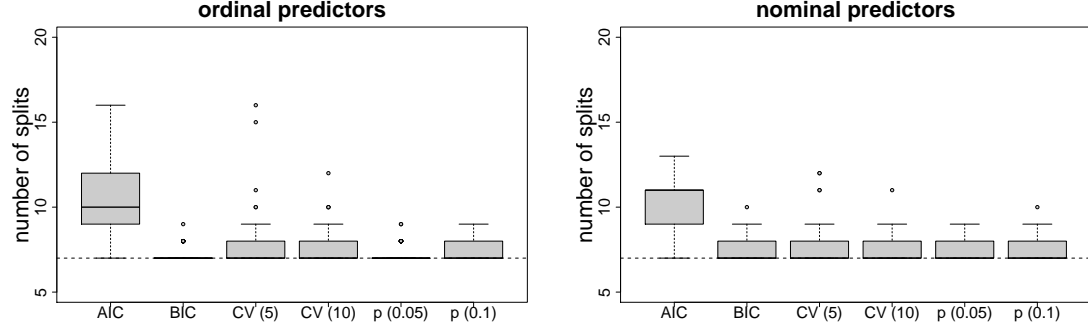 ordinal predictors
number of splits
20
15
10
5
AIC
BIC
CV (5)
CV (10)
p (0.05)
p (0.1)
nominal predictors
number of splits
20
15
10
5
AIC
BIC
CV (5)
CV (10)
p (0.05)
p (0.1)